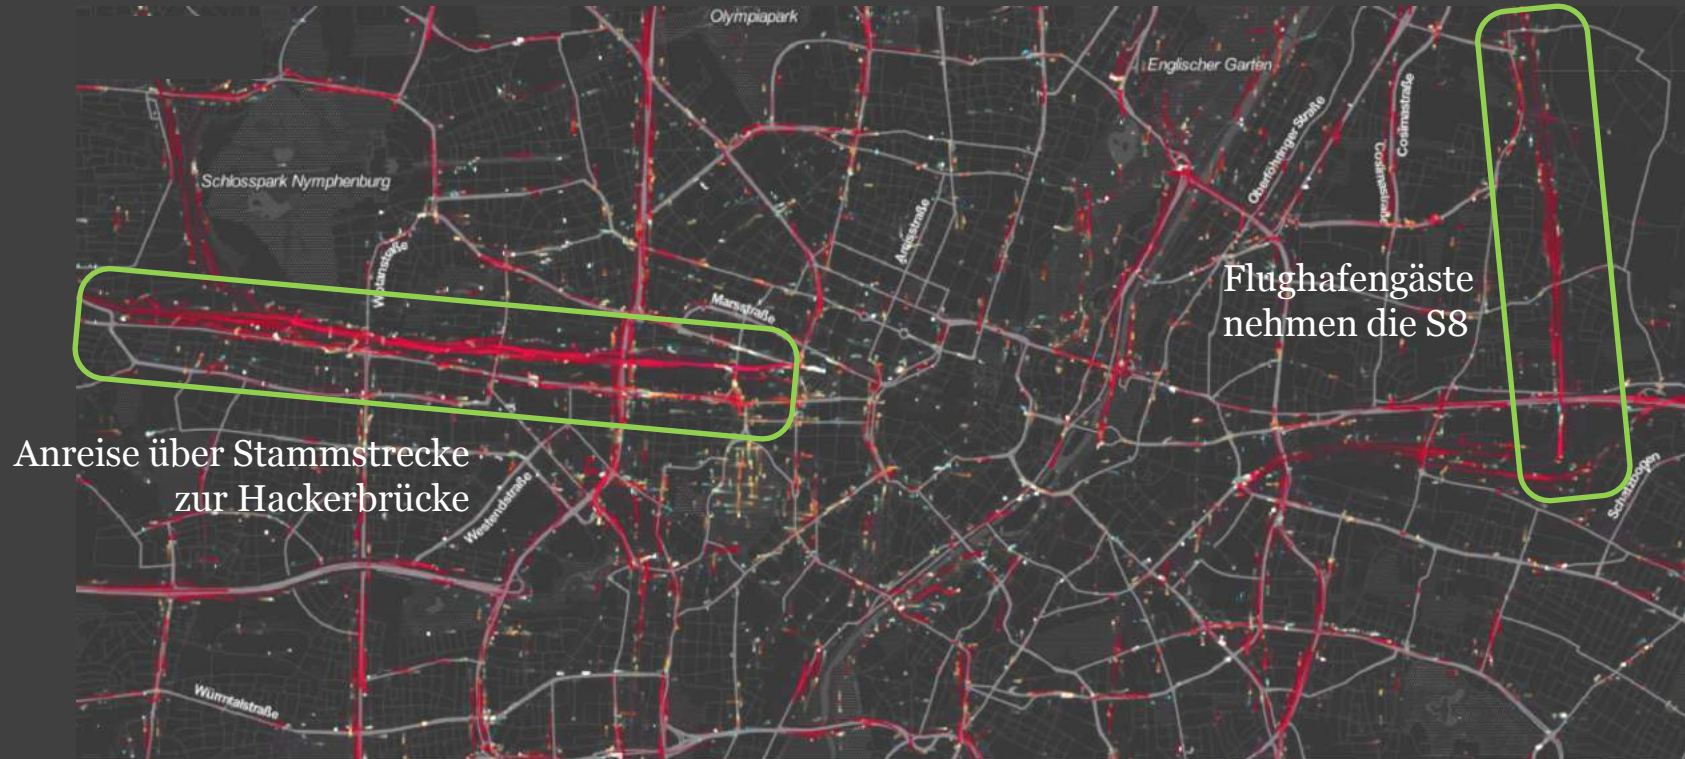 Olympiapark
Englischer Garten
Cosimastraße
Oberföhringer Straße
Cosimastraße
Schlosspark Nymphenburg
Arcisstraße
Wotanstraße
Flughafengäste
nehmen die S8
Marsstraße
Anreise über Stammstrecke
zur Hackerbrücke
Westendstraße
Schatzbogen
Würmtalstraße